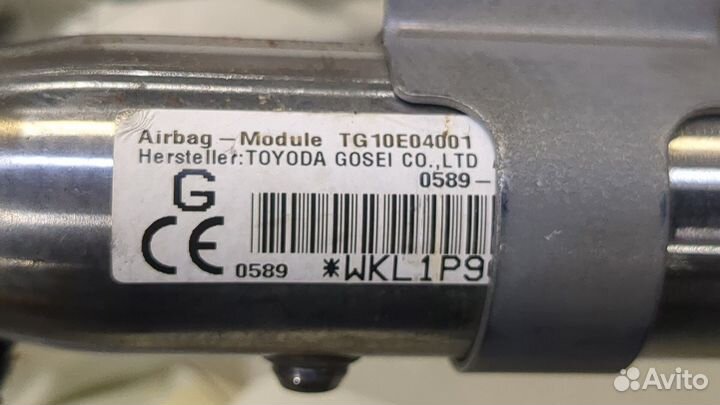 Airbag-Module TG10E04001
Hersteller:TOYODA GOSEI CO.,LTD
0589-
G
CE 0589 *WKL1P9
Avito